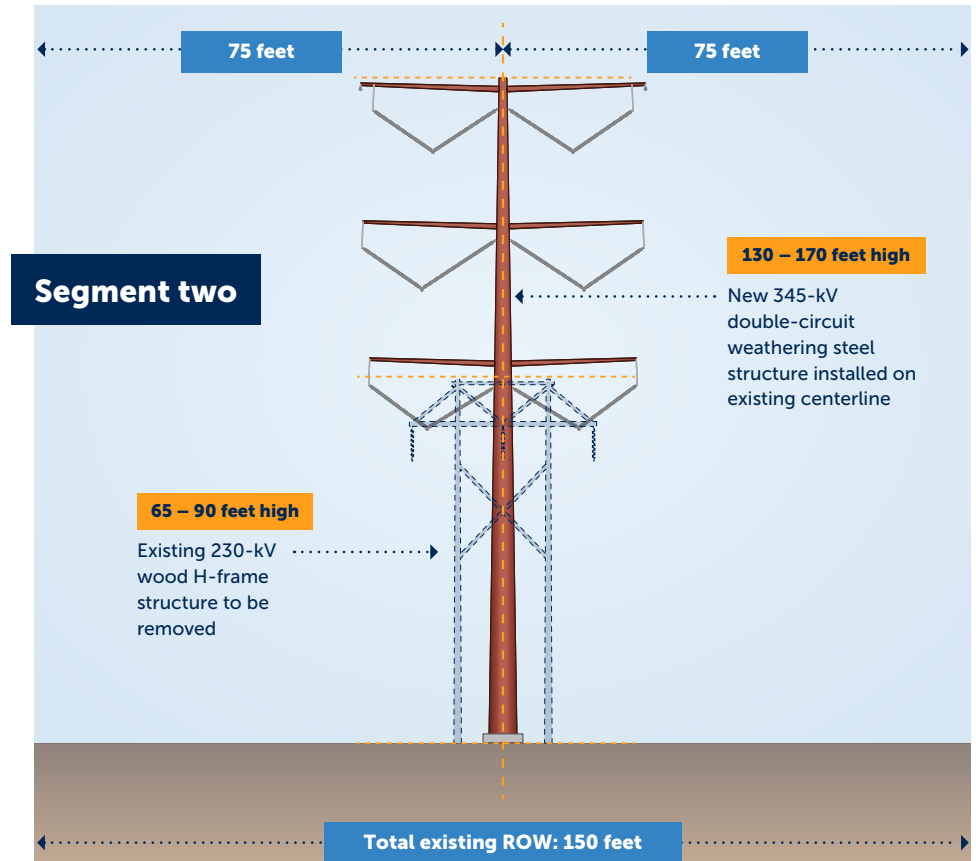 75 feet
75 feet
Segment two
130 – 170 feet high
New 345-kV
double-circuit
weathering steel
structure installed on
existing centerline
65 – 90 feet high
Existing 230-kV
wood H-frame
structure to be
removed
Total existing ROW: 150 feet